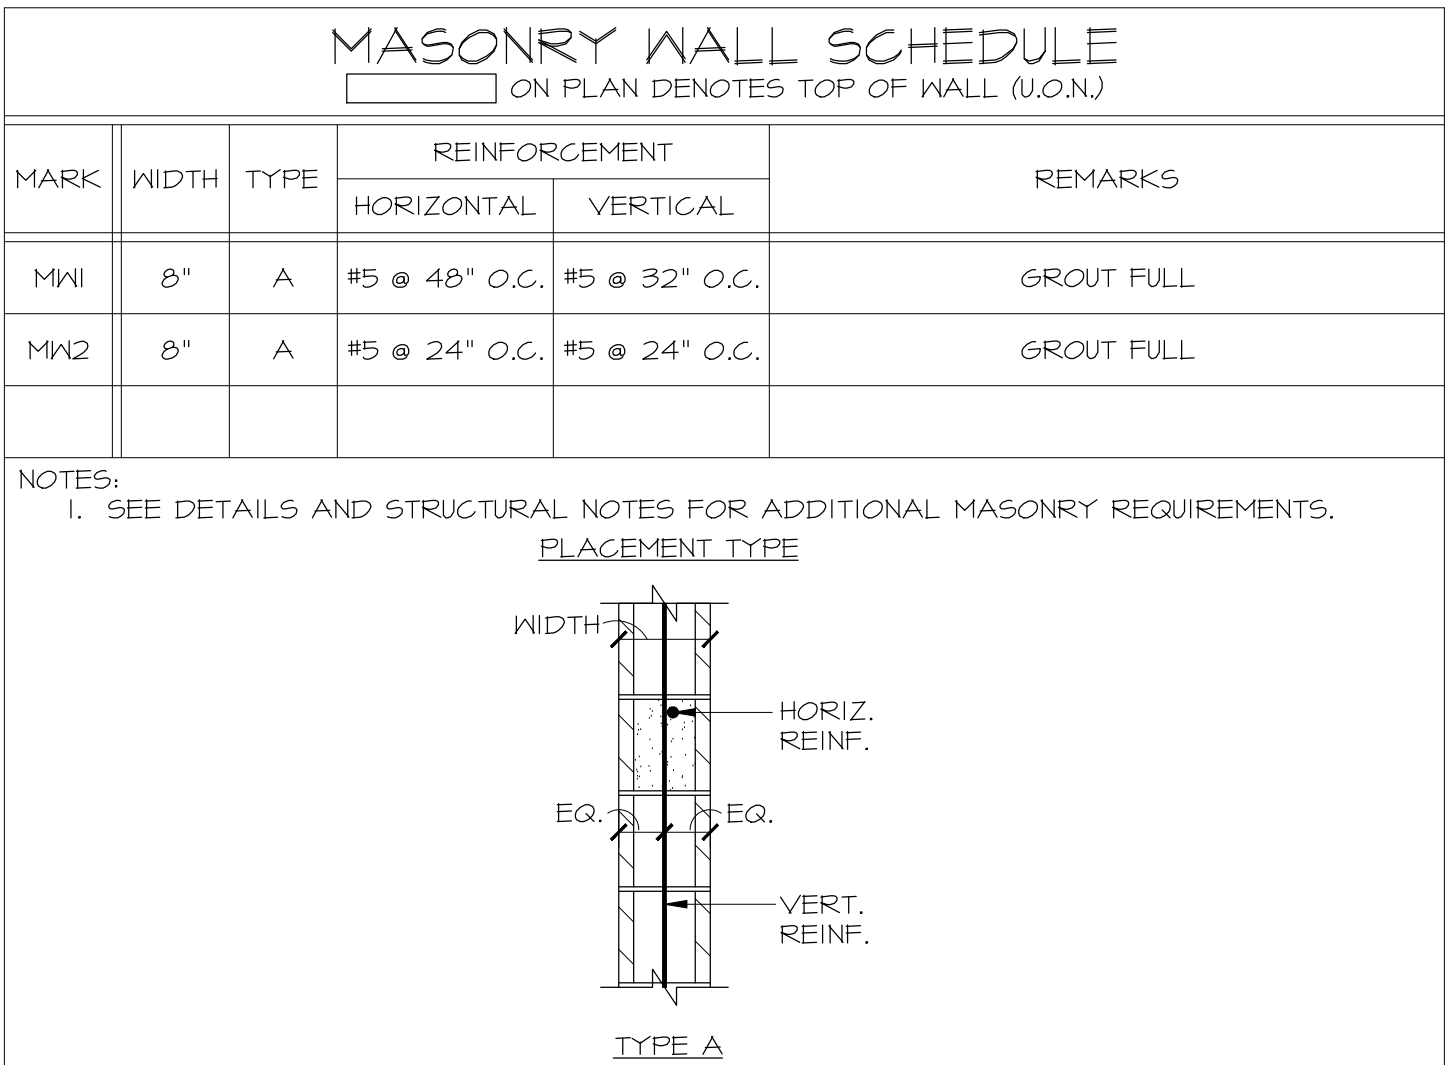 MASONRY WALL SCHEDULE
ON PLAN DENOTES TOP OF WALL (U.O.N.)
MARK WIDTH TYPE REINFORCEMENT REMARKS
HORIZONTAL VERTICAL
MW1 8" A #5 @ 48" O.C. #5 @ 32" O.C. GROUT FULL
MW2 8" A #5 @ 24" O.C. #5 @ 24" O.C. GROUT FULL
NOTES:
1. SEE DETAILS AND STRUCTURAL NOTES FOR ADDITIONAL MASONRY REQUIREMENTS.
PLACEMENT TYPE
WIDTH
HORIZ.
REINF.
EQ. EQ.
VERT.
REINF.
TYPE A